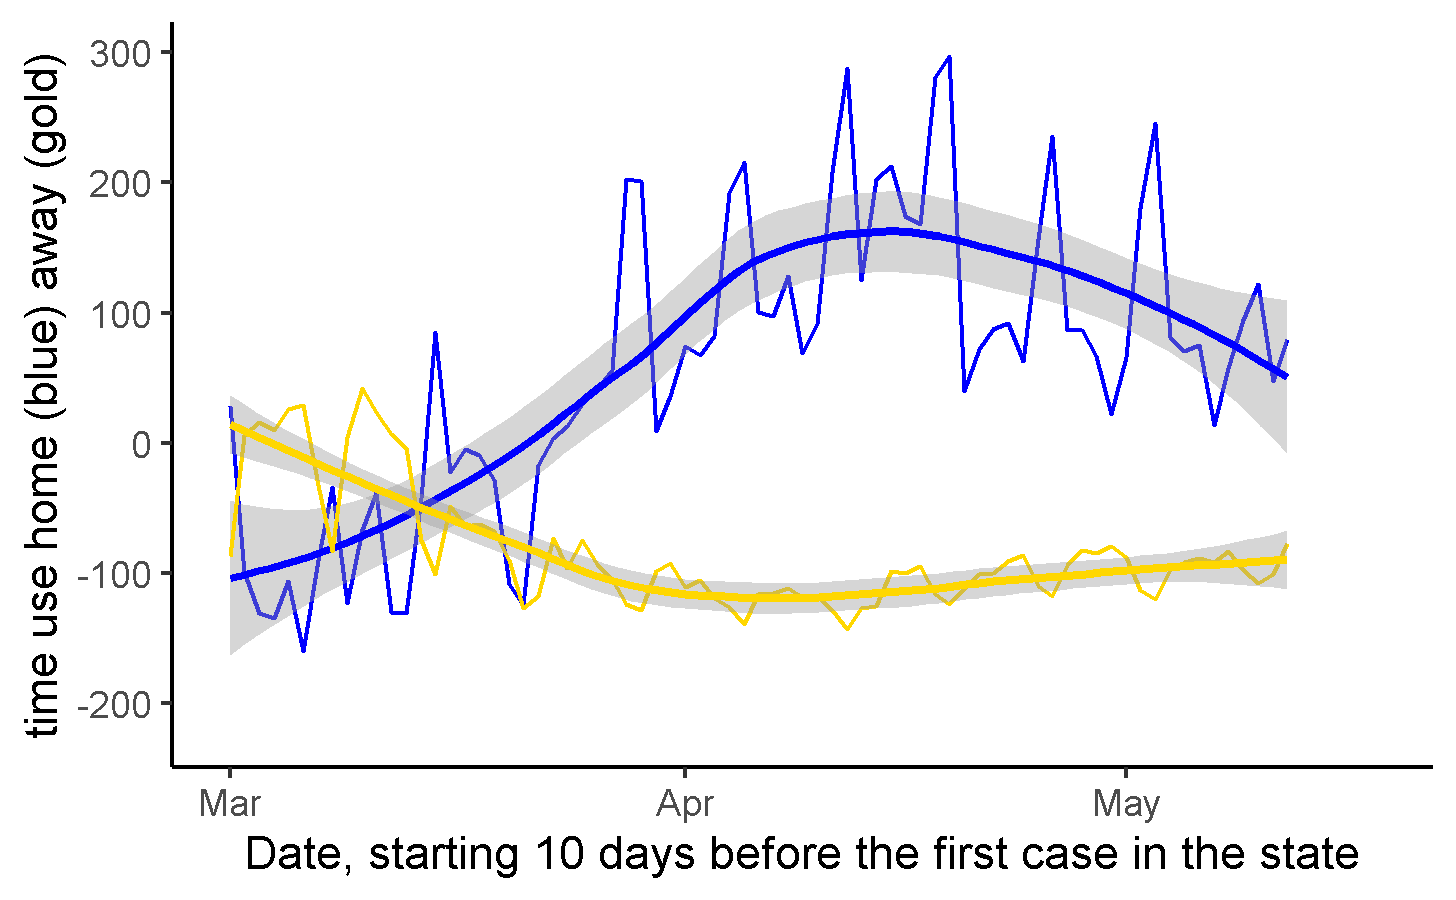 time use home (blue) away (gold)
300
200
100
0
-100
-200
Mar
Apr
May
Date, starting 10 days before the first case in the state